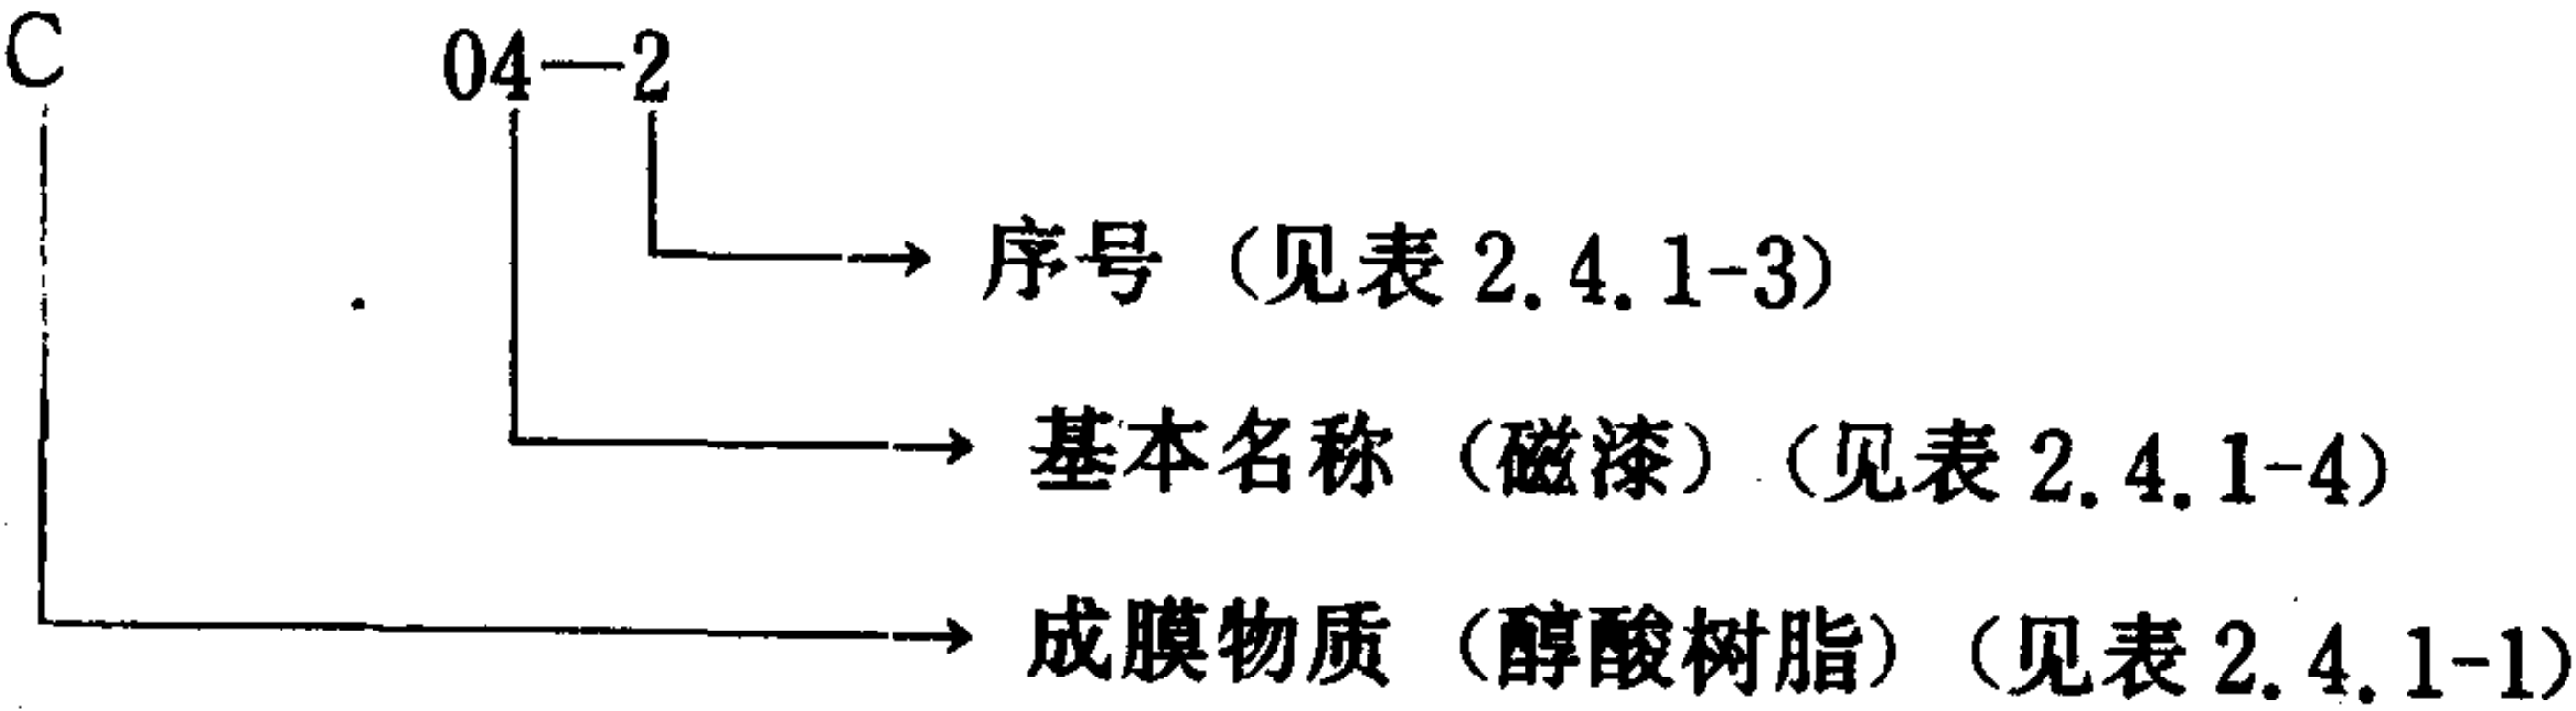 C 04—2
序号（见表 2.4.1-3）
基本名称（磁漆）（见表 2.4.1-4）
成膜物质（醇酸树脂）（见表 2.4.1-1）